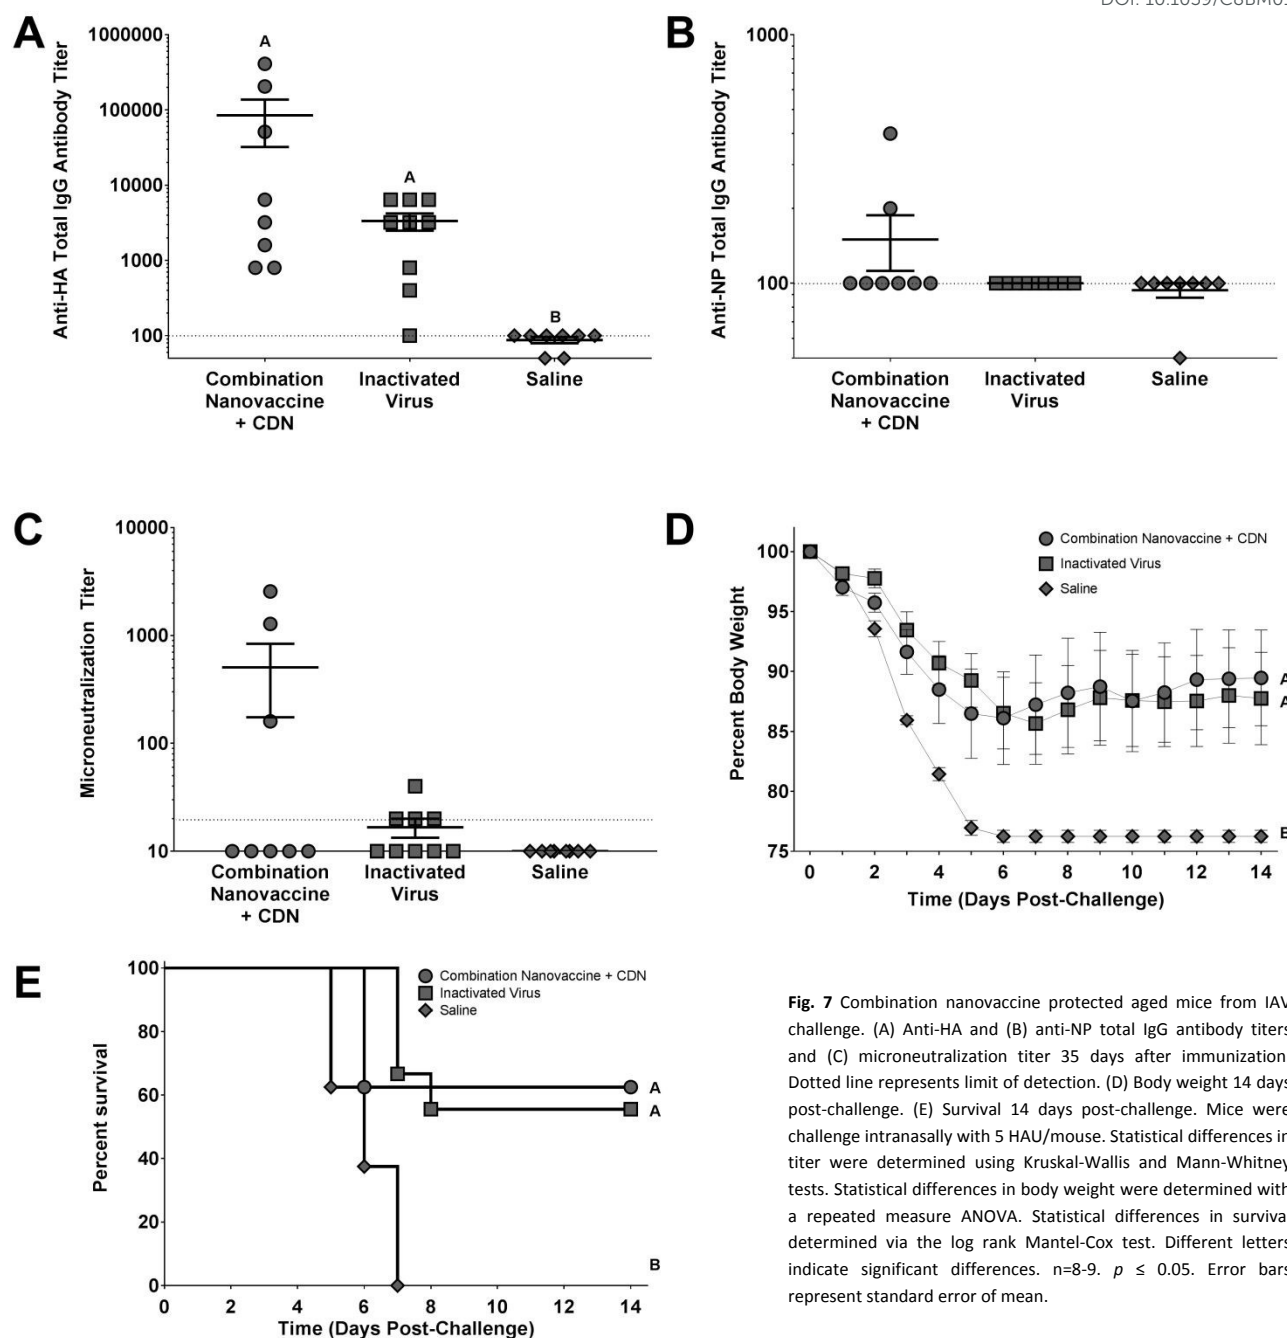 DOI: 10.1039/C8BM0
A
Anti-HA Total IgG Antibody Titer
1000000
100000
10000
1000
100
A
A
B
Combination Nanovaccine + CDN
Inactivated Virus
Saline
B
Anti-NP Total IgG Antibody Titer
1000
100
Combination Nanovaccine + CDN
Inactivated Virus
Saline
C
Microneutralization Titer
10000
1000
100
10
Combination Nanovaccine + CDN
Inactivated Virus
Saline
D
Percent Body Weight
100
95
90
85
80
75
Combination Nanovaccine + CDN
Inactivated Virus
Saline
A
A
B
0 2 4 6 8 10 12 14
Time (Days Post-Challenge)
E
Percent survival
100
80
60
40
20
0
Combination Nanovaccine + CDN
Inactivated Virus
Saline
A
A
B
0 2 4 6 8 10 12 14
Time (Days Post-Challenge)
Fig. 7 Combination nanovaccine protected aged mice from IAV
challenge. (A) Anti-HA and (B) anti-NP total IgG antibody titers
and (C) microneutralization titer 35 days after immunization
Dotted line represents limit of detection. (D) Body weight 14 days
post-challenge. (E) Survival 14 days post-challenge. Mice were
challenge intranasally with 5 HAU/mouse. Statistical differences in
titer were determined using Kruskal-Wallis and Mann-Whitney
tests. Statistical differences in body weight were determined with
a repeated measure ANOVA. Statistical differences in surviva
determined via the log rank Mantel-Cox test. Different letters
indicate significant differences. n=8-9. p ≤ 0.05. Error bars
represent standard error of mean.